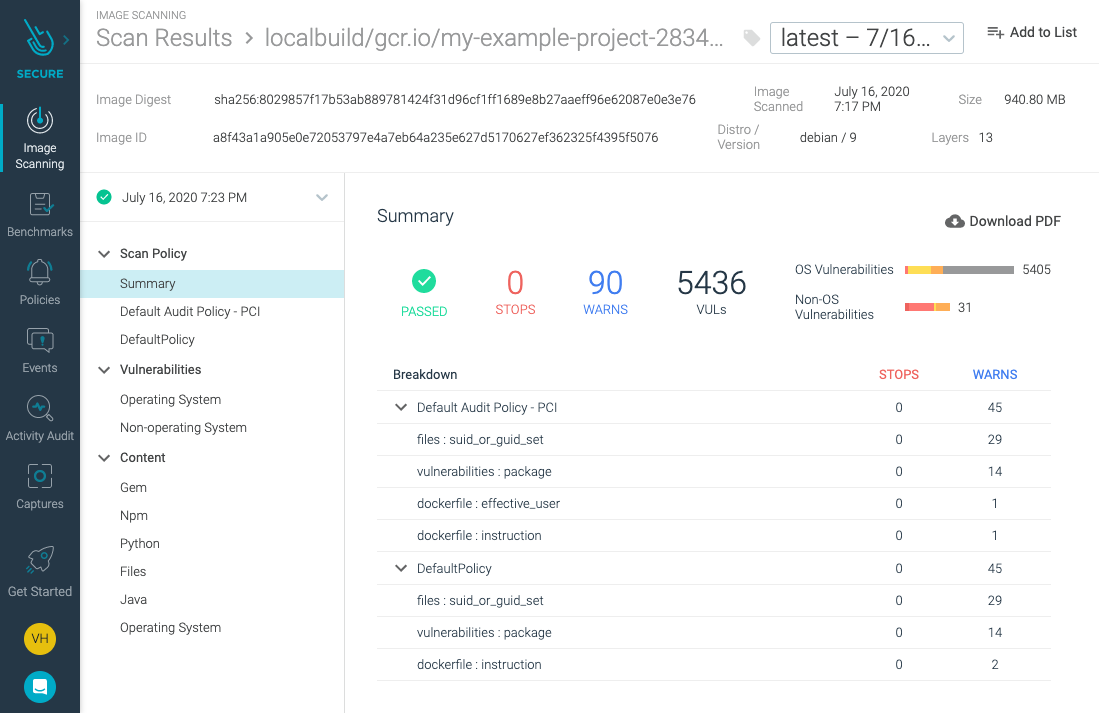 IMAGE SCANNING
Scan Results > localbuild/gcr.io/my-example-project-2834...
latest – 7/16...
Add to List
SECURE
Image Scanning
Benchmarks
Policies
Events
Activity Audit
Captures
Get Started
VH
Image Digest sha256:8029857f17b53ab889781424f31d96cf1ff1689e8b27aaeff96e62087e0e3e76
Image Scanned July 16, 2020 7:17 PM
Size 940.80 MB
Image ID a8f43a1a905e0e72053797e4a7eb64a235e627d5170627ef362325f4395f5076
Distro / Version debian / 9
Layers 13
July 16, 2020 7:23 PM
Scan Policy
Summary
Default Audit Policy - PCI
DefaultPolicy
Vulnerabilities
Operating System
Non-operating System
Content
Gem
Npm
Python
Files
Java
Operating System
Summary
Download PDF
PASSED
0 STOPS
90 WARNS
5436 VULs
OS Vulnerabilities 5405
Non-OS Vulnerabilities 31
Breakdown STOPS WARNS
Default Audit Policy - PCI 0 45
files : suid_or_guid_set 0 29
vulnerabilities : package 0 14
dockerfile : effective_user 0 1
dockerfile : instruction 0 1
DefaultPolicy 0 45
files : suid_or_guid_set 0 29
vulnerabilities : package 0 14
dockerfile : instruction 0 2